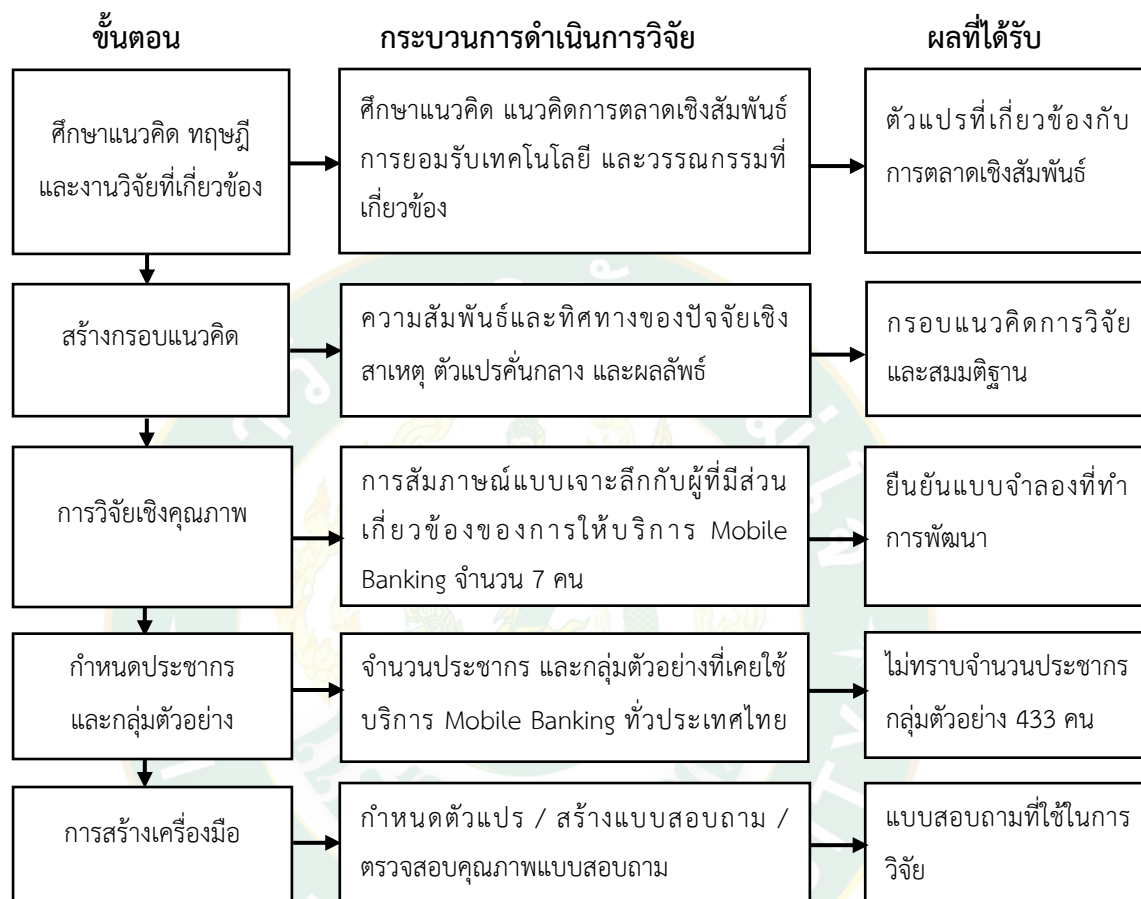 ขั้นตอน
กระบวนการดำเนินการวิจัย
ผลที่ได้รับ
ศึกษาแนวคิด ทฤษฎี
และงานวิจัยที่เกี่ยวข้อง
ศึกษาแนวคิด แนวคิดการตลาดเชิงสัมพันธ์
การยอมรับเทคโนโลยี และวรรณกรรมที่
เกี่ยวข้อง
ตัวแปรที่เกี่ยวข้องกับ
การตลาดเชิงสัมพันธ์
สร้างกรอบแนวคิด
ความสัมพันธ์และทิศทางของปัจจัยเชิง
สาเหตุ ตัวแปรคั่นกลาง และผลลัพธ์
กรอบแนวคิดการวิจัย
และสมมติฐาน
การวิจัยเชิงคุณภาพ
การสัมภาษณ์แบบเจาะลึกกับผู้ที่มีส่วน
เกี่ยวข้องของการให้บริการ Mobile
Banking จำนวน 7 คน
ยืนยันแบบจำลองที่ทำ
การพัฒนา
กำหนดประชากร
และกลุ่มตัวอย่าง
จำนวนประชากร และกลุ่มตัวอย่างที่เคยใช้
บริการ Mobile Banking ทั่วประเทศไทย
ไม่ทราบจำนวนประชากร
กลุ่มตัวอย่าง 433 คน
การสร้างเครื่องมือ
กำหนดตัวแปร / สร้างแบบสอบถาม /
ตรวจสอบคุณภาพแบบสอบถาม
แบบสอบถามที่ใช้ในการ
วิจัย